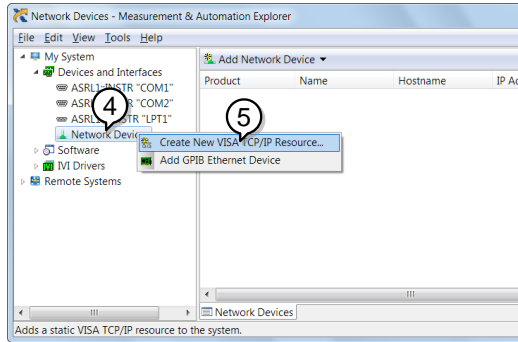 Network Devices - Measurement & Automation Explorer
File Edit View Tools Help
My System
Devices and Interfaces
ASRL1::INSTR "COM1"
ASRL R "COM2"
ASRL1 STR "LPT1"
Network Devic
Software
IVI Drivers
Remote Systems
4
Add Network Device
Product Name Hostname IP Ad
5
Create New VISA TCP/IP Resource...
Add GPIB Ethernet Device
Network Devices
Adds a static VISA TCP/IP resource to the system.